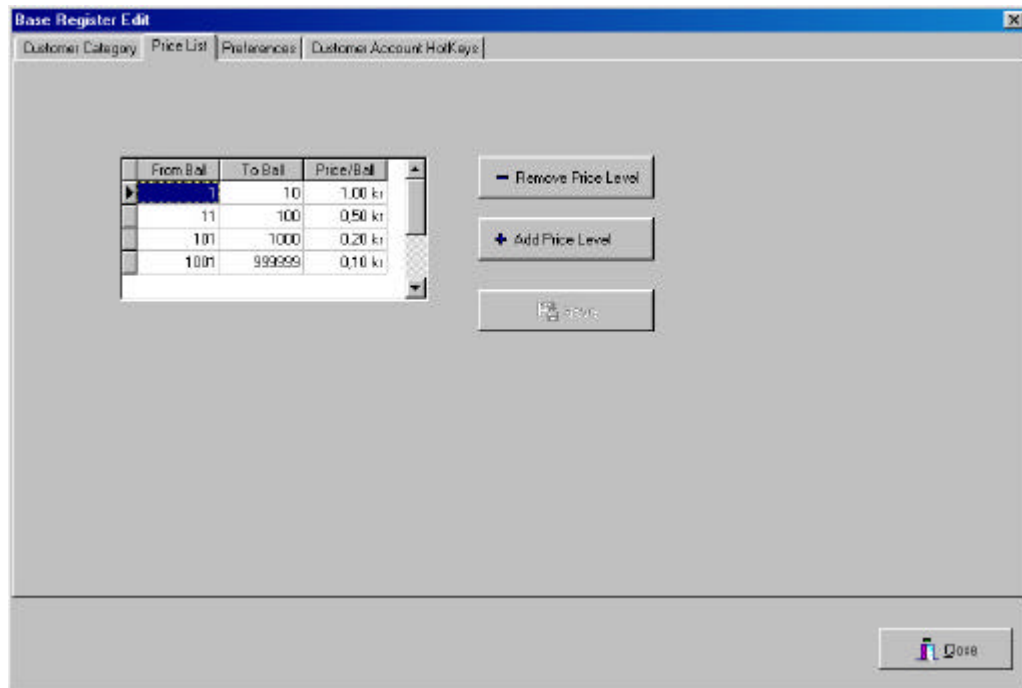 Base Register Edit
Customer Category Price List Preferences Customer Account HotKeys
From Ball To Ball Price/Ball
1 10 1,00 kr
11 100 0,50 kr
101 1000 0,20 kr
1001 999999 0,10 kr
Remove Price Level
Add Price Level
Save
Close